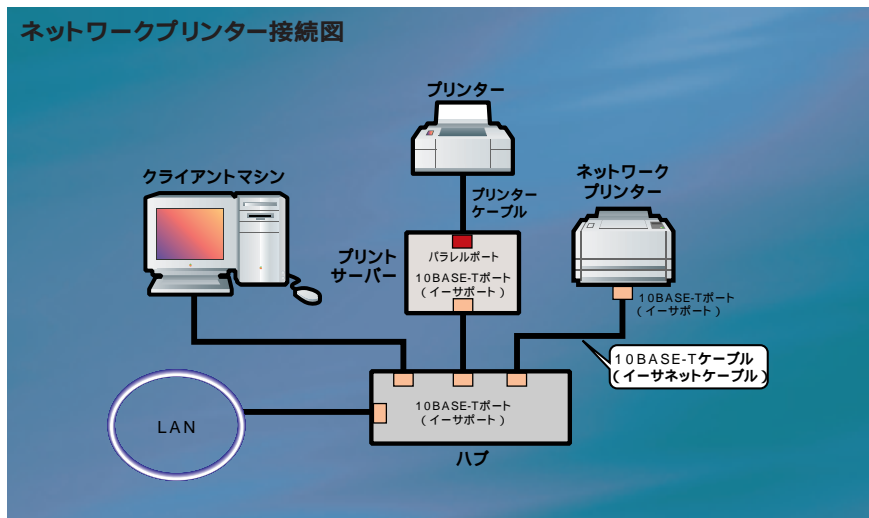 ネットワークプリンター接続図
プリンター
クライアントマシン
ネットワーク
プリンター
プリンター
ケーブル
プリント
サーバー
パラレルポート
10BASE-Tポート
(イーサポート)
10BASE-Tポート
(イーサポート)
10BASE-Tケーブル
(イーサネットケーブル)
10BASE-Tポート
(イーサポート)
LAN
ハブ